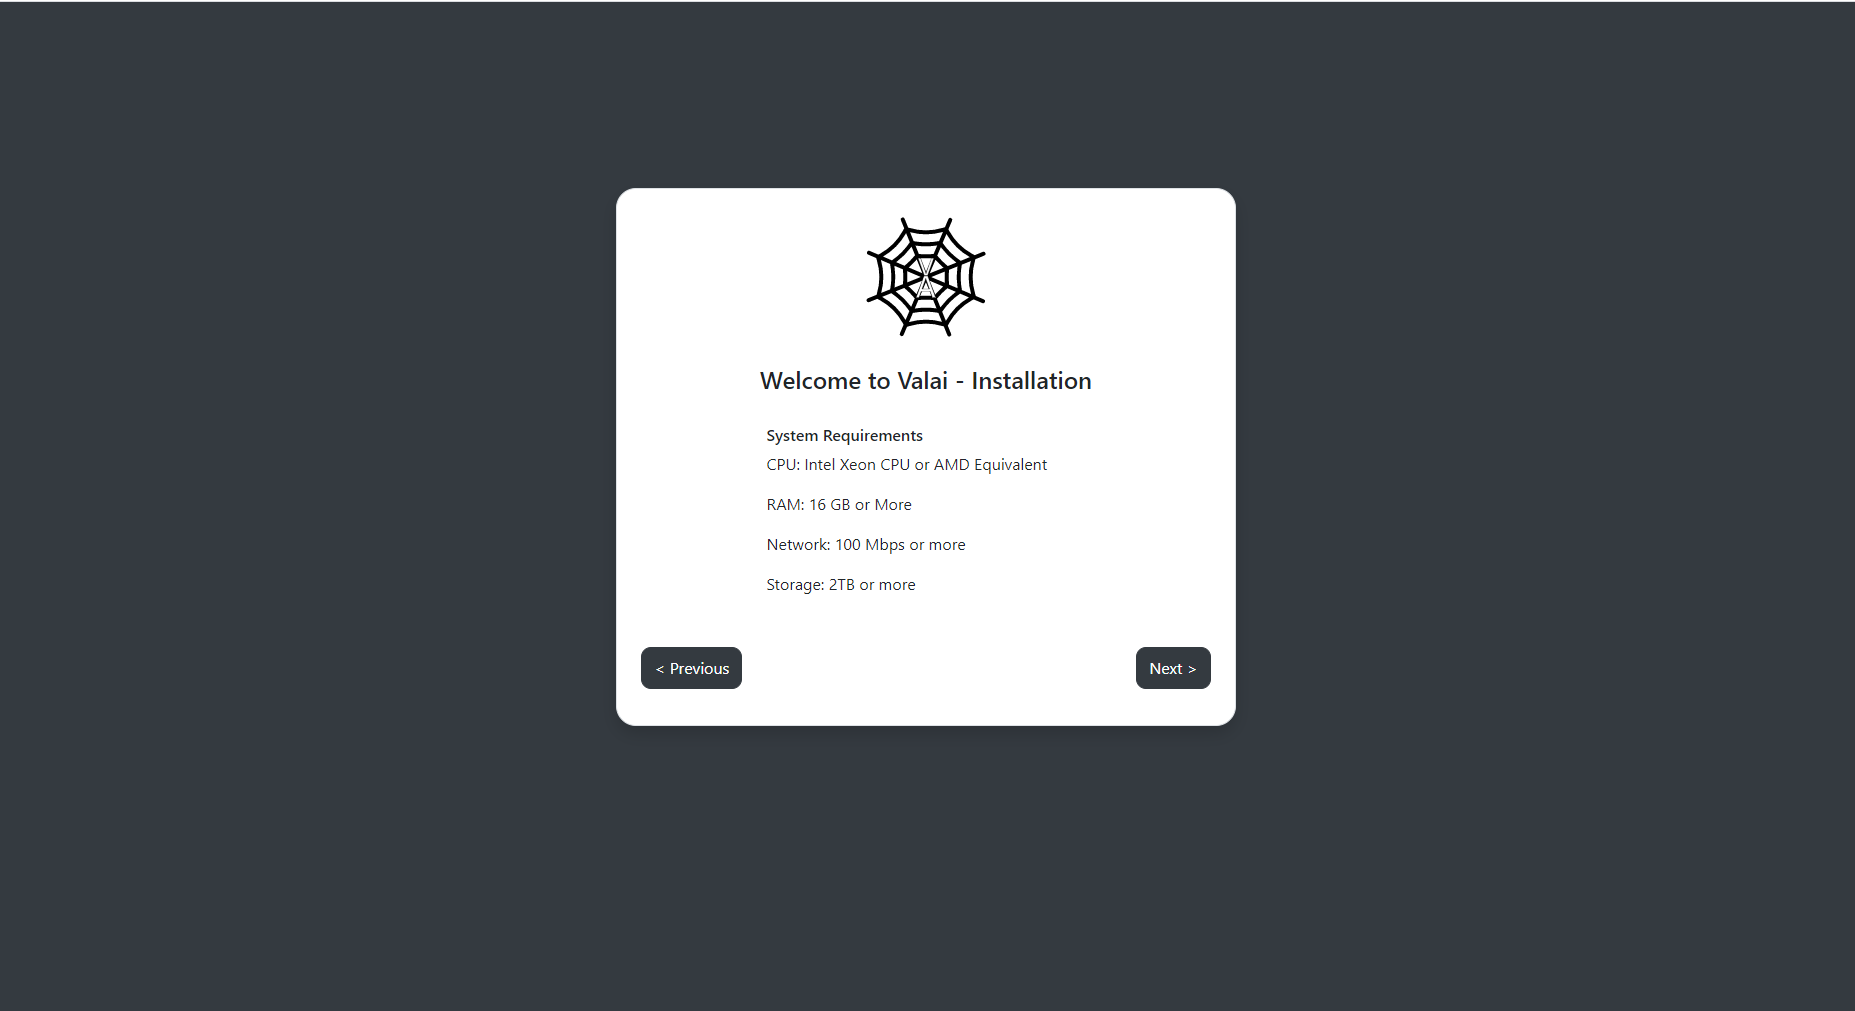 V
A
Welcome to Valai - Installation
System Requirements
CPU: Intel Xeon CPU or AMD Equivalent
RAM: 16 GB or More
Network: 100 Mbps or more
Storage: 2TB or more
< Previous
Next >